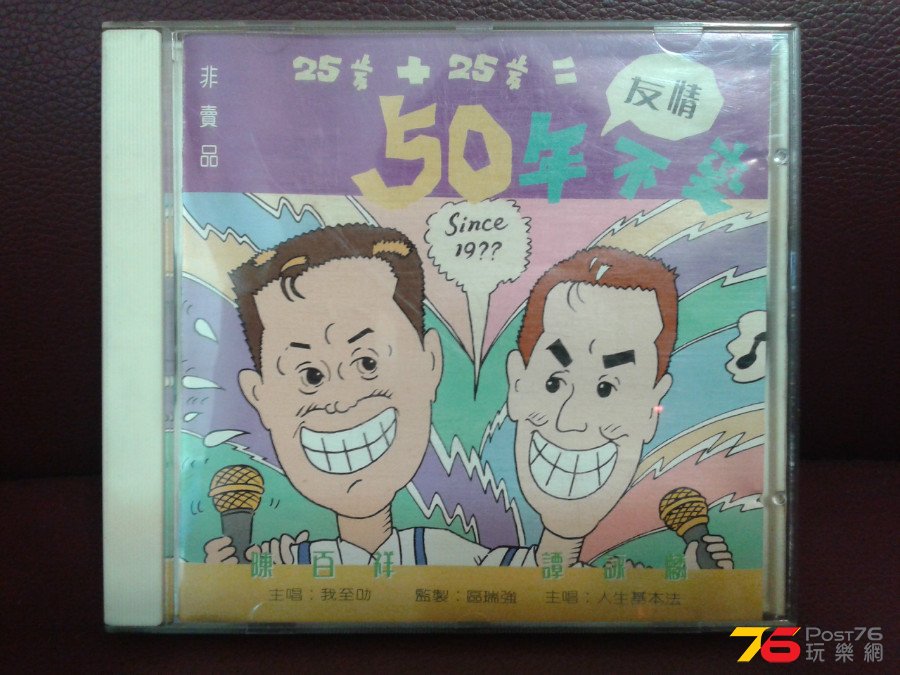 非賣品
25歲 + 25歲 =
友情
50年不變
Since
19??
陳百祥
譚詠麟
主唱：我至叻
監製：區瑞強
主唱：人生基本法
76 POST76
玩樂網